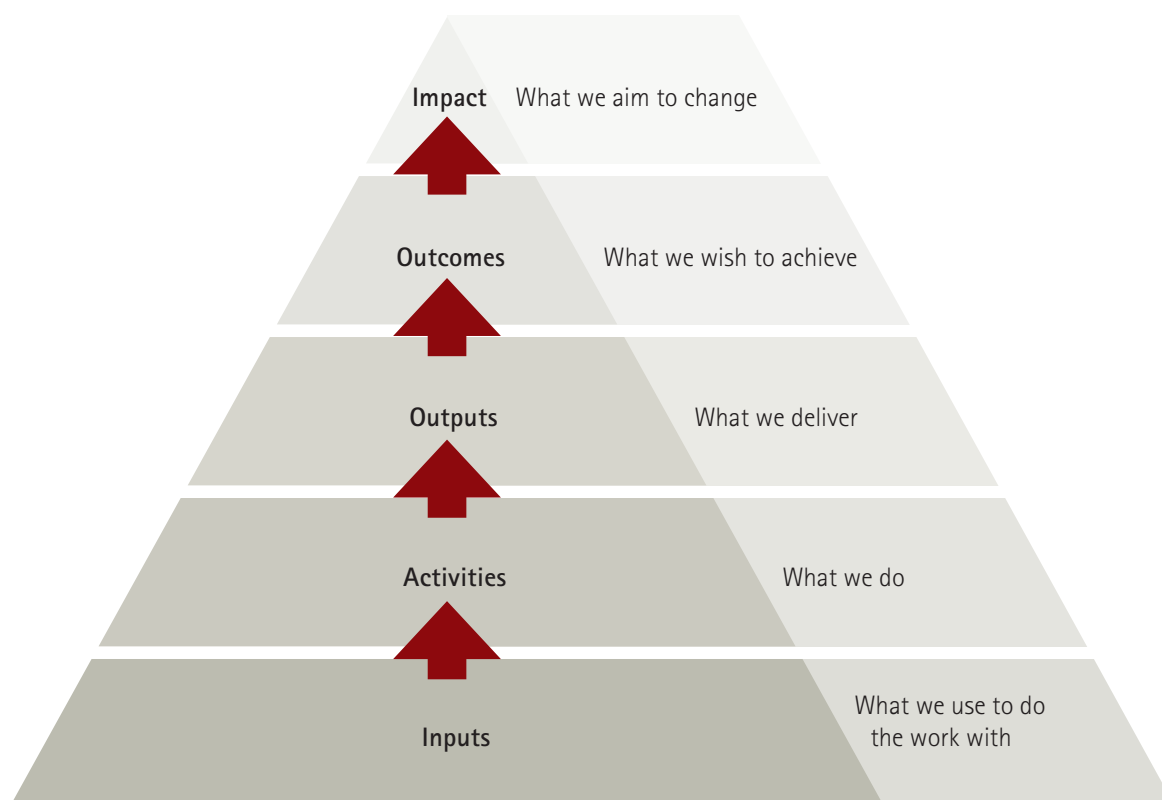 Impact What we aim to change
Outcomes What we wish to achieve
Outputs What we deliver
Activities What we do
What we use to do
the work with
Inputs